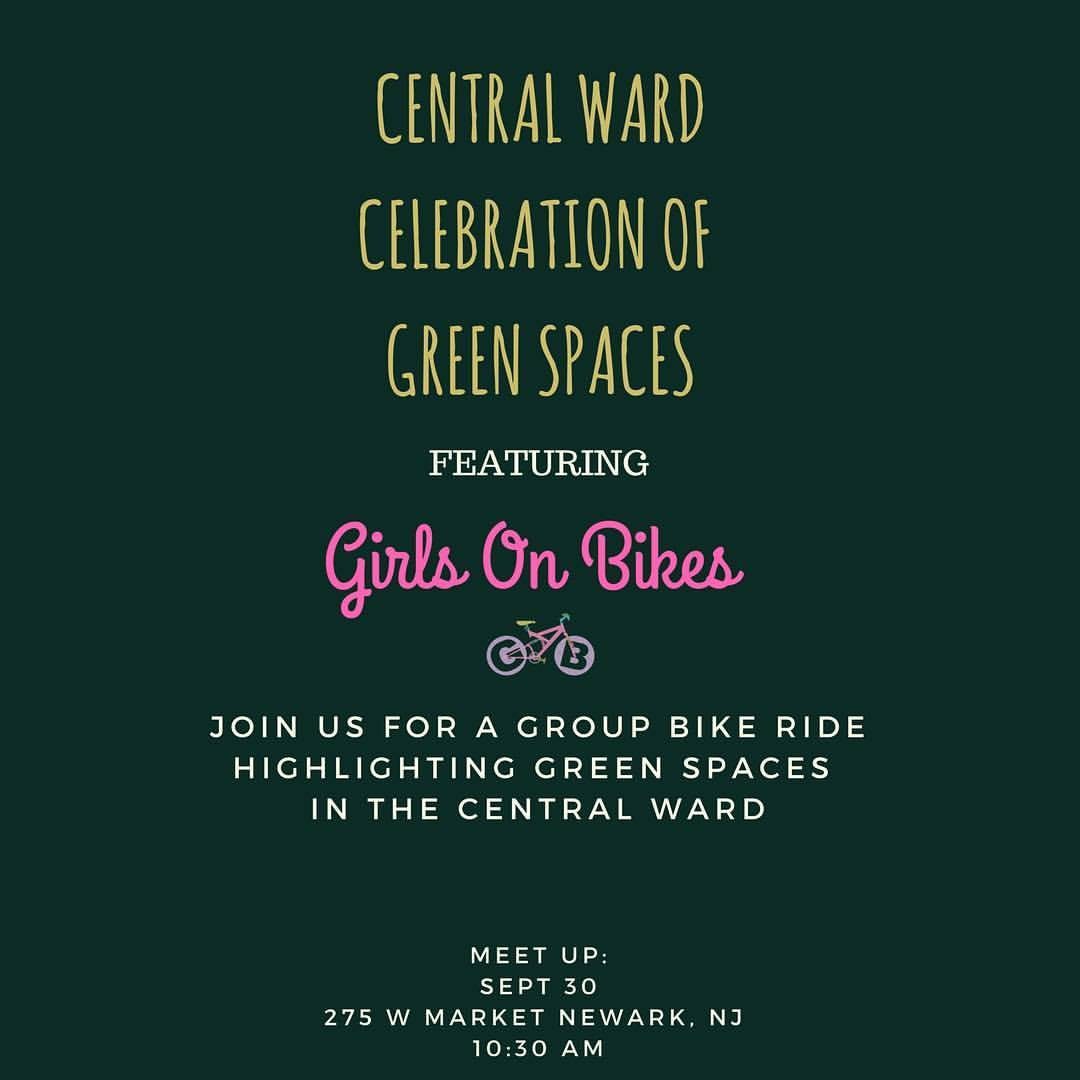 CENTRAL WARD
CELEBRATION OF
GREEN SPACES
FEATURING
Girls On Bikes
G B
JOIN US FOR A GROUP BIKE RIDE
HIGHLIGHTING GREEN SPACES
IN THE CENTRAL WARD
MEET UP:
SEPT 30
275 W MARKET NEWARK, NJ
10:30 AM